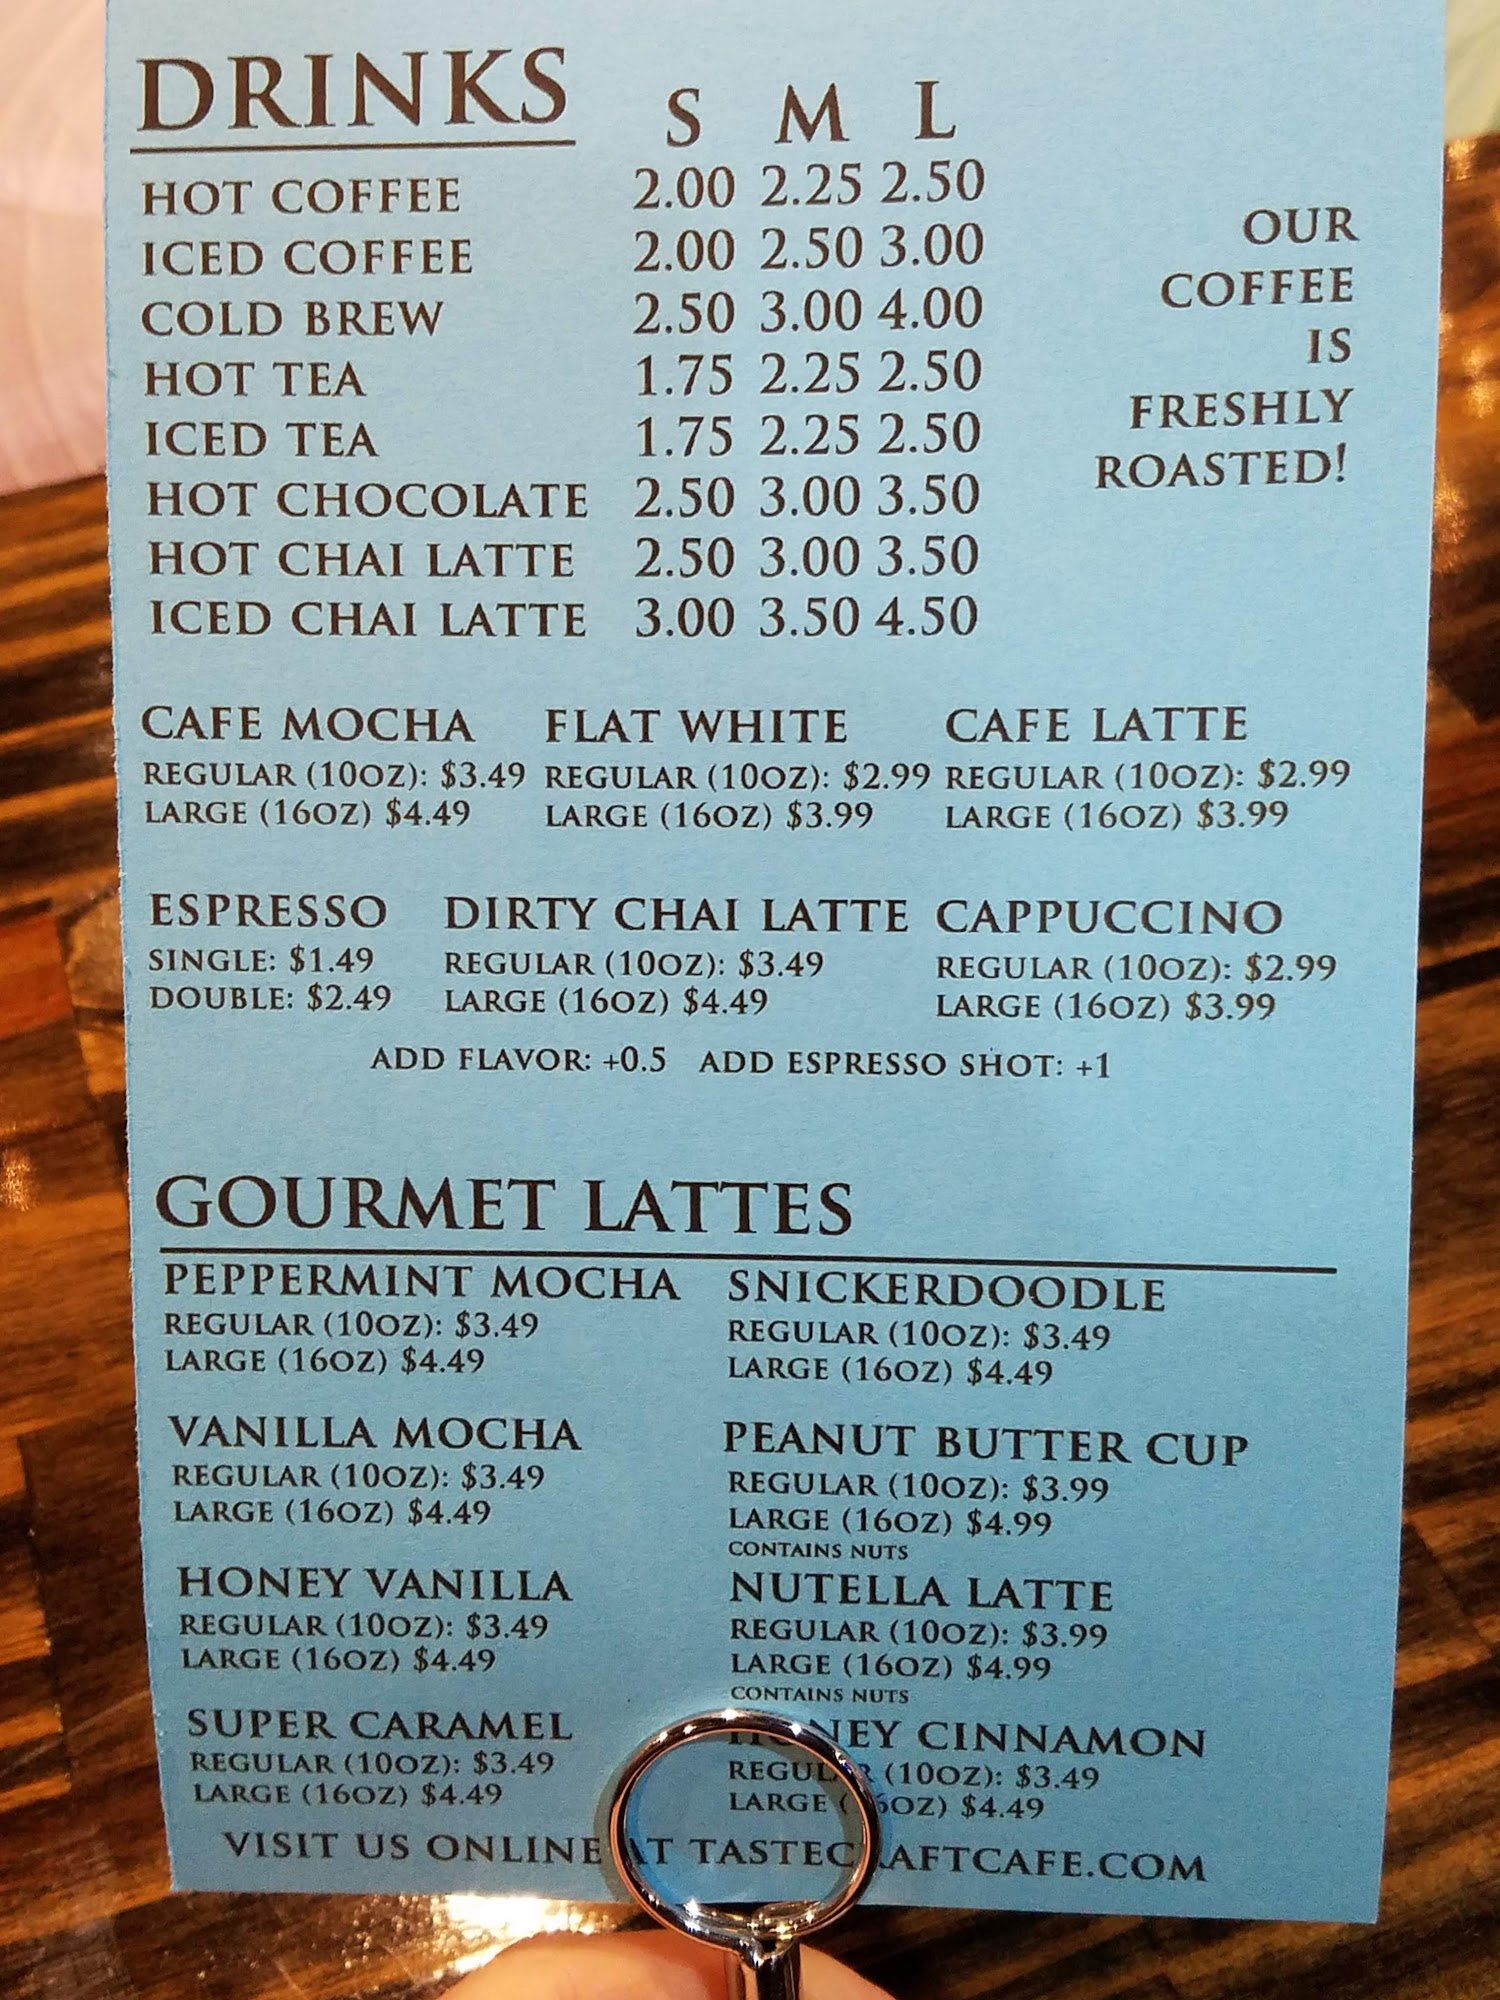 DRINKS S M L
HOT COFFEE 2.00 2.25 2.50
ICED COFFEE 2.00 2.50 3.00
COLD BREW 2.50 3.00 4.00
HOT TEA 1.75 2.25 2.50
ICED TEA 1.75 2.25 2.50
HOT CHOCOLATE 2.50 3.00 3.50
HOT CHAI LATTE 2.50 3.00 3.50
ICED CHAI LATTE 3.00 3.50 4.50
OUR
COFFEE
IS
FRESHLY
ROASTED!
CAFE MOCHA
REGULAR (10OZ): $3.49
LARGE (16OZ) $4.49
FLAT WHITE
REGULAR (10OZ): $2.99
LARGE (16OZ) $3.99
CAFE LATTE
REGULAR (10OZ): $2.99
LARGE (16OZ) $3.99
ESPRESSO
SINGLE: $1.49
DOUBLE: $2.49
DIRTY CHAI LATTE
REGULAR (10OZ): $3.49
LARGE (16OZ) $4.49
CAPPUCCINO
REGULAR (10OZ): $2.99
LARGE (16OZ) $3.99
ADD FLAVOR: +0.5 ADD ESPRESSO SHOT: +1
GOURMET LATTES
PEPPERMINT MOCHA
REGULAR (10OZ): $3.49
LARGE (16OZ) $4.49
VANILLA MOCHA
REGULAR (10OZ): $3.49
LARGE (16OZ) $4.49
HONEY VANILLA
REGULAR (10OZ): $3.49
LARGE (16OZ) $4.49
SUPER CARAMEL
REGULAR (10OZ): $3.49
LARGE (16OZ) $4.49
SNICKERDOODLE
REGULAR (10OZ): $3.49
LARGE (16OZ) $4.49
PEANUT BUTTER CUP
REGULAR (10OZ): $3.99
LARGE (16OZ) $4.99
CONTAINS NUTS
NUTELLA LATTE
REGULAR (10OZ): $3.99
LARGE (16OZ) $4.99
CONTAINS NUTS
HONEY CINNAMON
REGULAR (10OZ): $3.49
LARGE (16OZ) $4.49
VISIT US ONLINE AT TASTECRAFTCAFE.COM